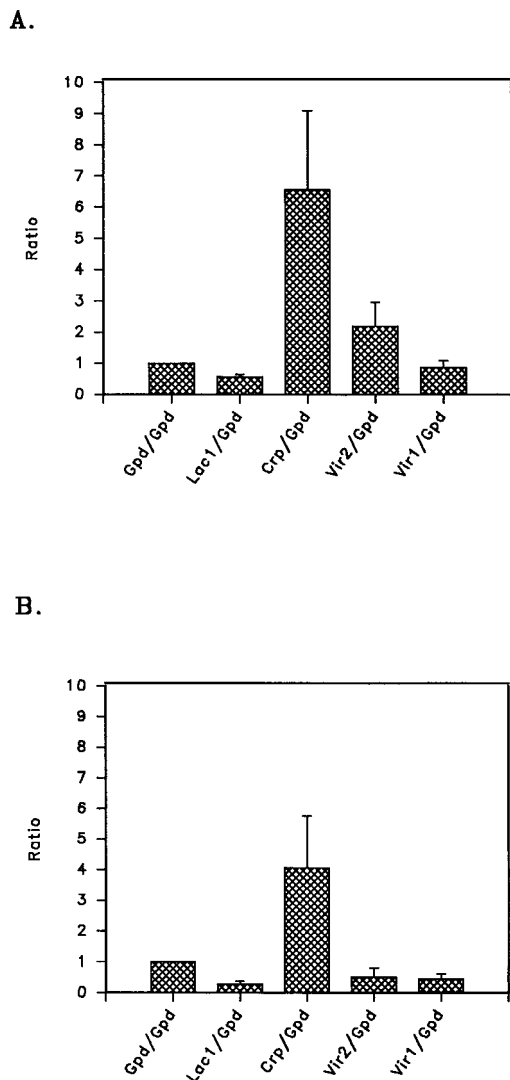 A.
10
9
8
7
6
5
4
3
2
1
0
Ratio
Gpd/Gpd
Lac1/Gpd
Crp/Gpd
Vir2/Gpd
Vir1/Gpd
B.
10
9
8
7
6
5
4
3
2
1
0
Ratio
Gpd/Gpd
Lac1/Gpd
Crp/Gpd
Vir2/Gpd
Vir1/Gpd